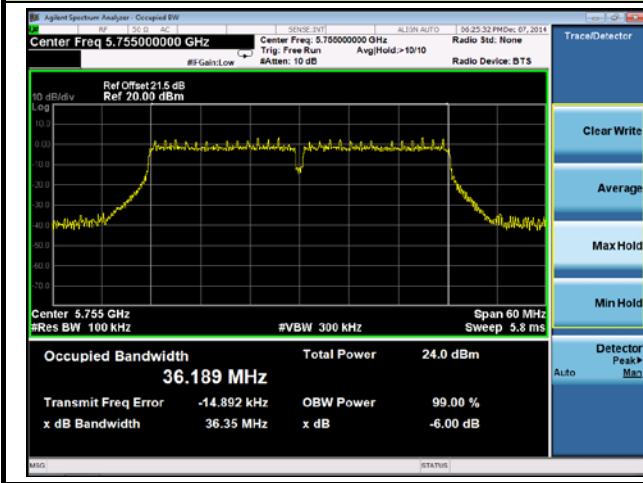 Agilent Spectrum Analyzer - Occupied BW
RF 50 Ω AC SENSE:INT ALIGN AUTO 06:25:32 PM Dec 07, 2014
Center Freq 5.755000000 GHz
Center Freq: 5.755000000 GHz
Radio Std: None
Trig: Free Run Avg|Hold:>10/10
#IFGain:Low #Atten: 10 dB Radio Device: BTS
Ref Offset 21.5 dB
10 dB/div Ref 20.00 dBm
Log
10.0
0.00
-10.0
-20.0
-30.0
-40.0
-50.0
-60.0
-70.0
Center 5.755 GHz Span 60 MHz
#Res BW 100 kHz #VBW 300 kHz Sweep 5.8 ms
Occupied Bandwidth Total Power 24.0 dBm
36.189 MHz
Transmit Freq Error -14.892 kHz OBW Power 99.00 %
x dB Bandwidth 36.35 MHz x dB -6.00 dB
MSG STATUS
Trace/Detector
Clear Write
Average
Max Hold
Min Hold
Detector
Peak▶
Auto Man